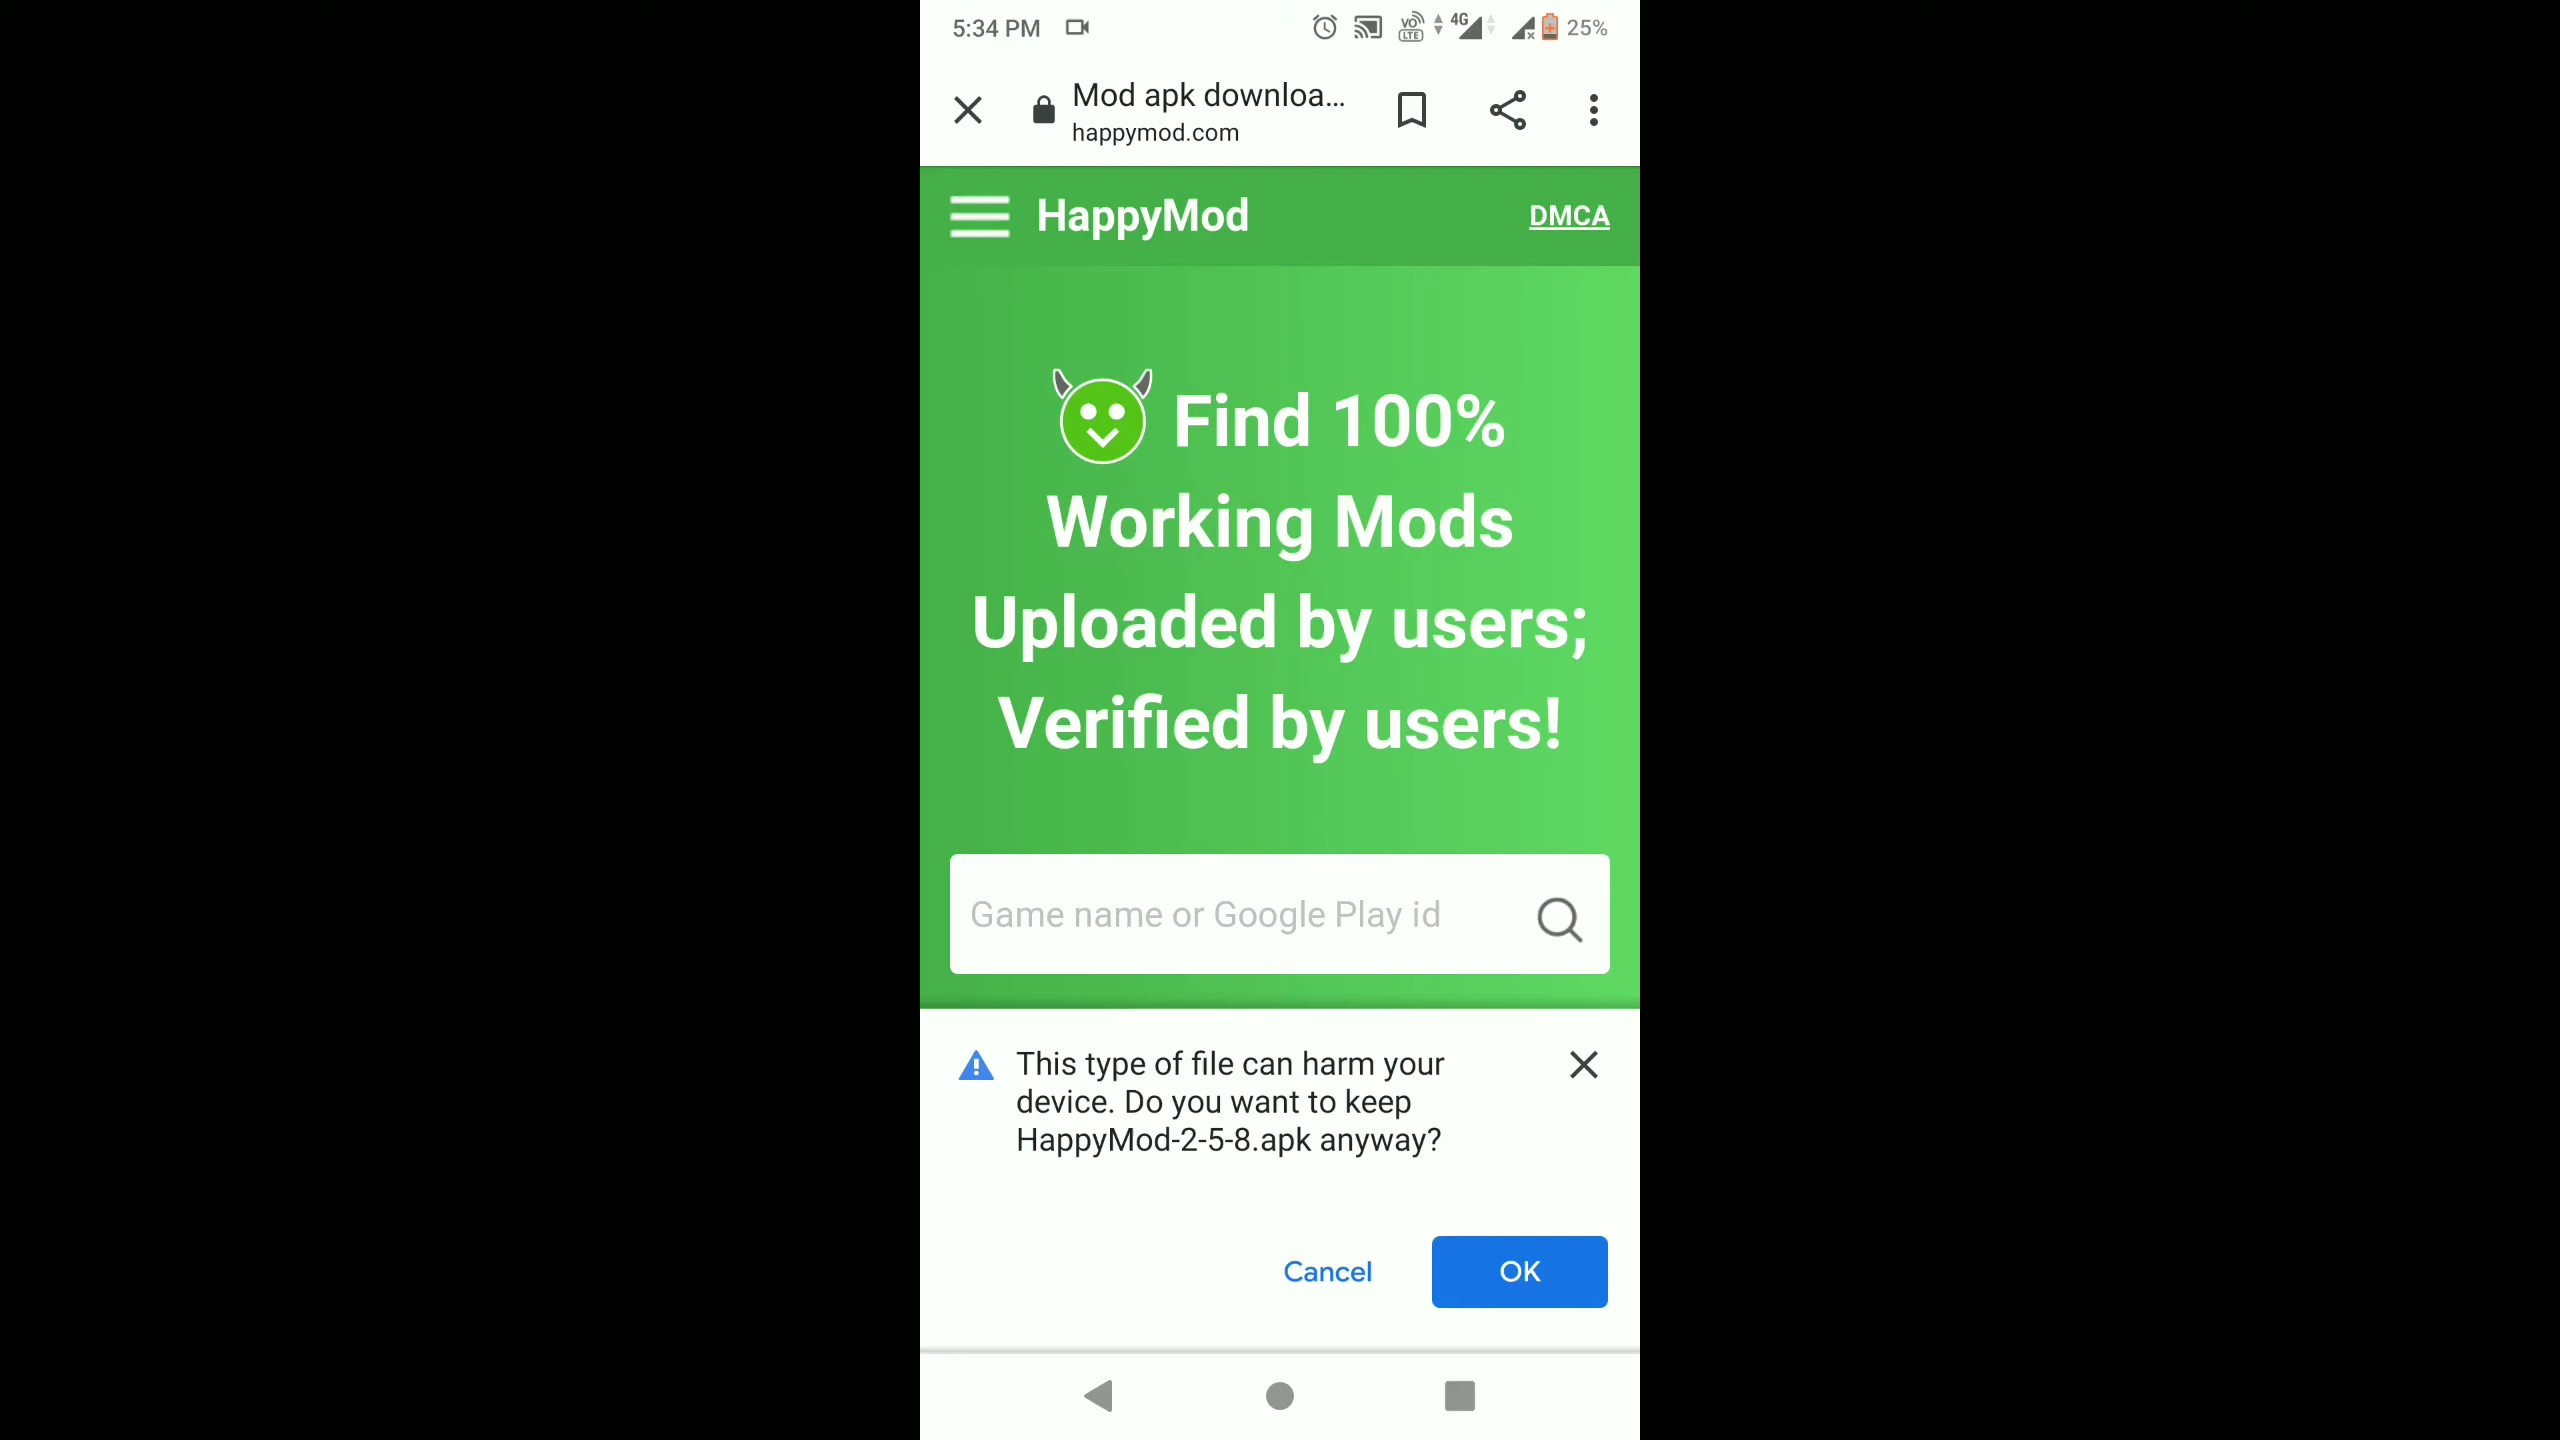 5:34 PM
VO LTE 4G 25%
Mod apk downloa...
happymod.com
HappyMod
DMCA
Find 100%
Working Mods
Uploaded by users;
Verified by users!
Game name or Google Play id
This type of file can harm your
device. Do you want to keep
HappyMod-2-5-8.apk anyway?
Cancel
OK